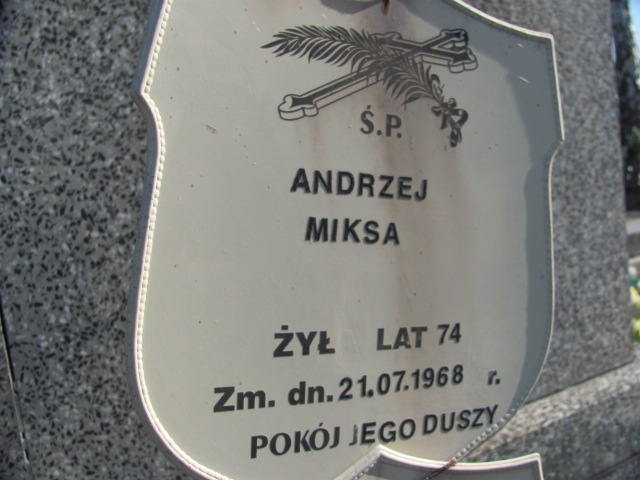 Ś.P.
ANDRZEJ
MIKSA
ŻYŁ LAT 74
Zm. dn. 21.07.1968 r.
POKÓJ JEGO DUSZY